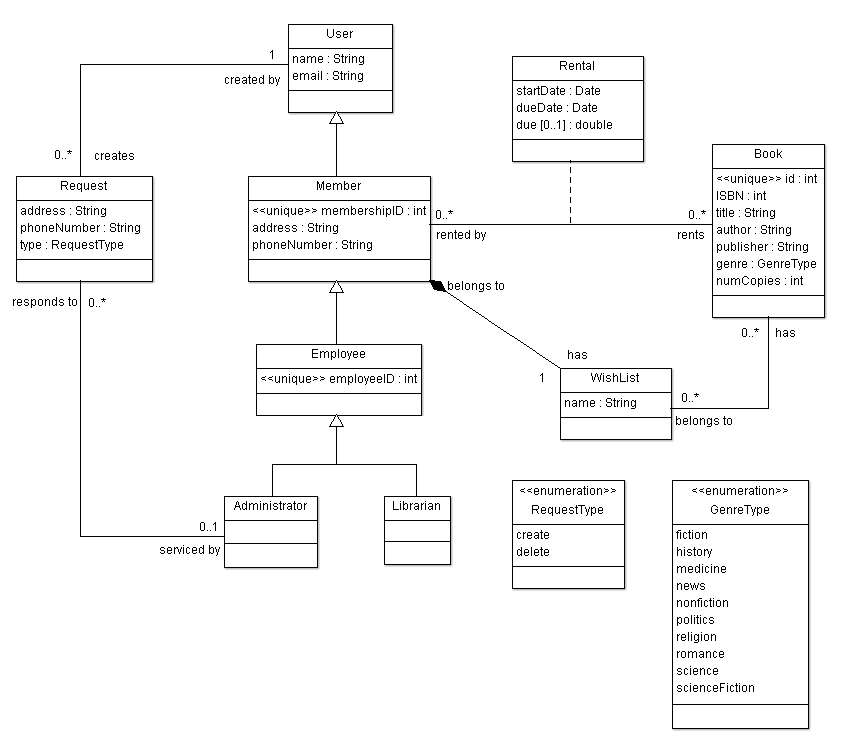 User
name : String
email : String
1
created by
0..*
creates
Request
address : String
phoneNumber : String
type : RequestType
responds to
0..*
Member
<<unique>> membershipID : int
address : String
phoneNumber : String
Rental
startDate : Date
dueDate : Date
due [0..1] : double
Book
<<unique>> id : int
ISBN : int
title : String
author : String
publisher : String
genre : GenreType
numCopies : int
0..*
rented by
0..*
rents
belongs to
has
1
0..*
has
WishList
name : String
0..*
belongs to
Employee
<<unique>> employeeID : int
Administrator
Librarian
0..1
serviced by
<<enumeration>>
RequestType
create
delete
<<enumeration>>
GenreType
fiction
history
medicine
news
nonfiction
politics
religion
romance
science
scienceFiction